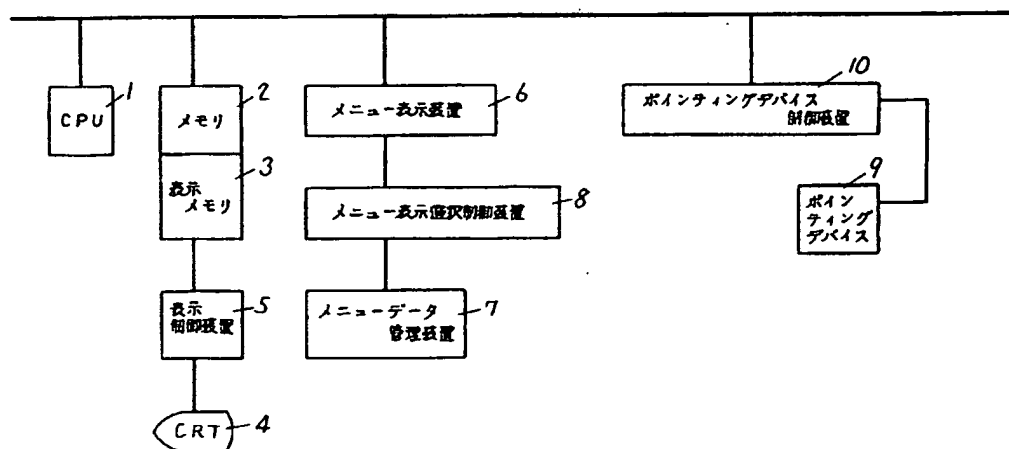 1
CPU
2
メモリ
3
表示
メモリ
5
表示
制御装置
CRT
4
6
メニュー表示装置
8
メニュー表示選択制御装置
7
メニューデータ
管理装置
10
ポインティングデバイス
制御装置
9
ポイン
ティング
デバイス